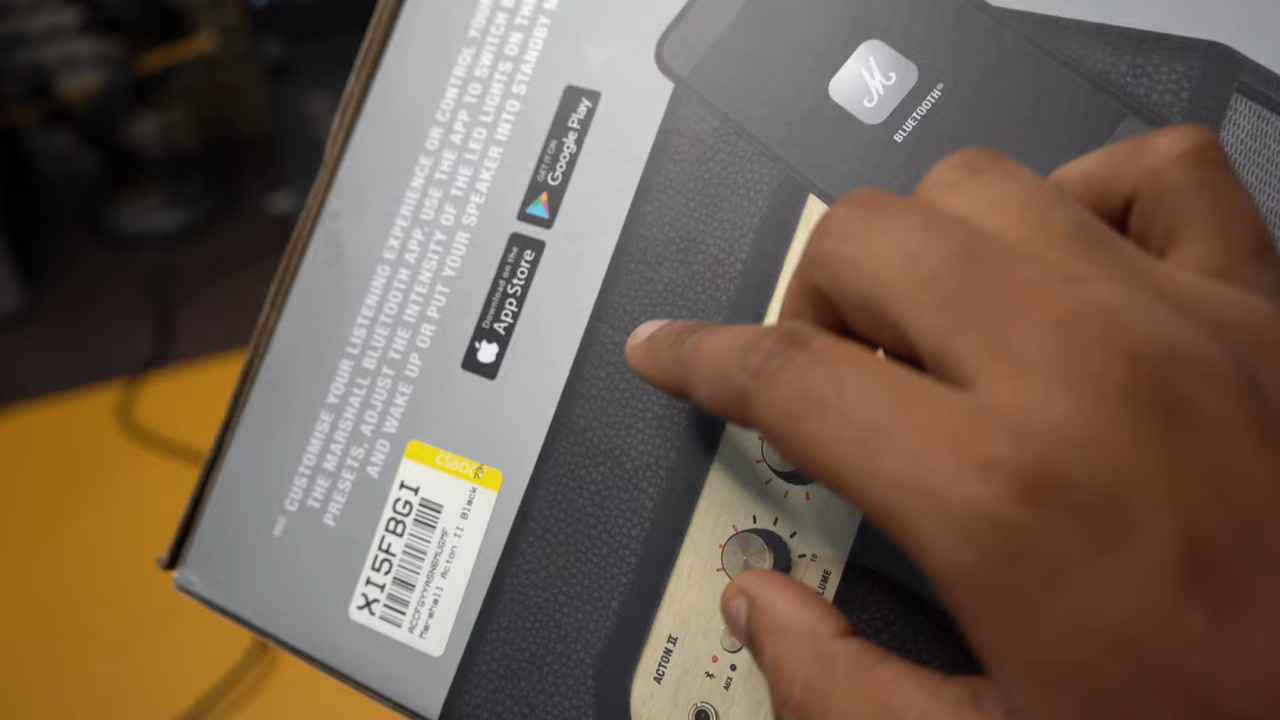 CUSTOMISE YOUR LISTENING EXPERIENCE OR CONTROL YOUR
THE MARSHALL BLUETOOTH APP. USE THE APP TO SWITCH
PRESETS, ADJUST THE INTENSITY OF THE LED LIGHTS ON THE
AND WAKE UP OR PUT YOUR SPEAKER INTO STANDBY
GET IT ON
Google Play
Download on the
App Store
XI5FBGI
Marshall Acton II Black
M
BLUETOOTH®
10
ACTON II
AUX